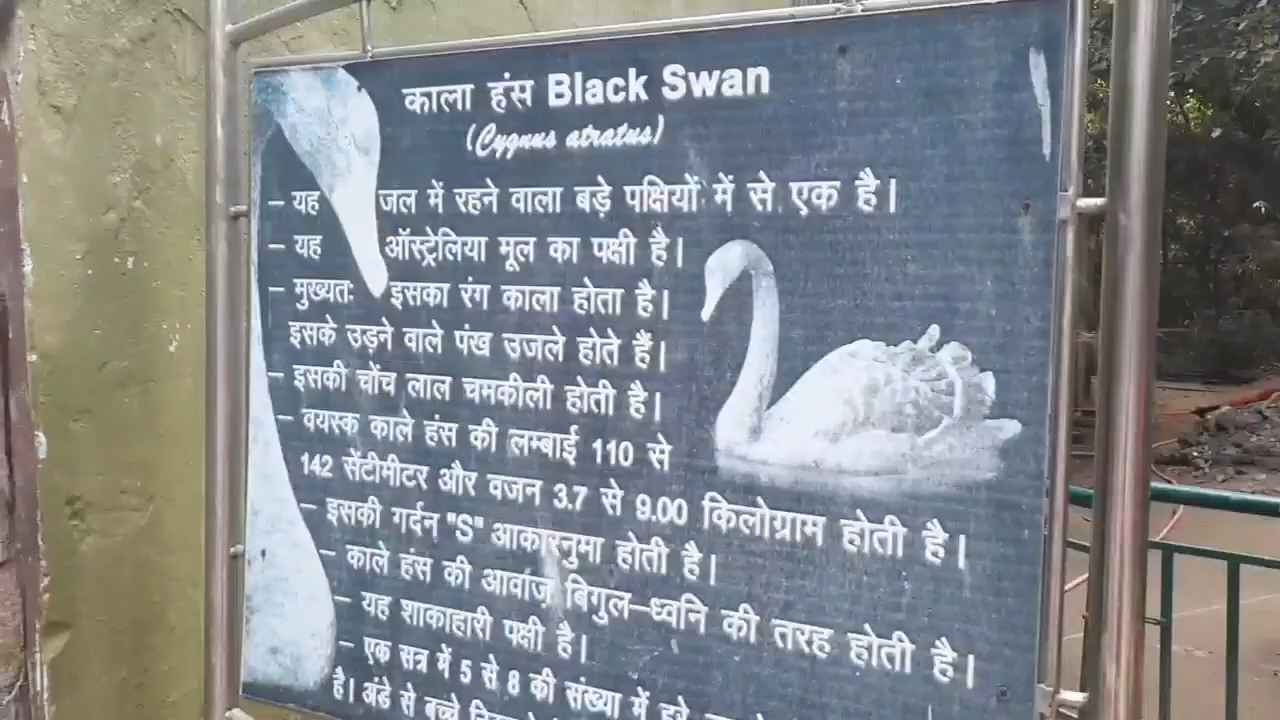 काला हंस Black Swan
(Cygnus atratus)
– यह जल में रहने वाला बड़े पक्षियों में से एक है।
– यह ऑस्ट्रेलिया मूल का पक्षी है।
– मुख्यतः इसका रंग काला होता है।
इसके उड़ने वाले पंख उजले होते हैं।
– इसकी चोंच लाल चमकीली होती है।
– वयस्क काले हंस की लम्बाई 110 से
142 सेंटीमीटर और वजन 3.7 से 9.00 किलोग्राम होती है।
– इसकी गर्दन "S" आकारनुमा होती है।
– काले हंस की आवाज़ बिगुल–ध्वनि की तरह होती है।
– यह शाकाहारी पक्षी है।
– एक सत्र में 5 से 8 की संख्या में हरे
है। अंडे से बच्चे